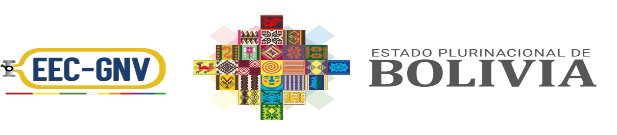 EEC-GNV
ESTADO PLURINACIONAL DE
BOLIVIA